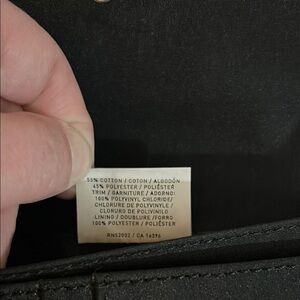 55% COTTON / COTON / ALGODÓN
45% POLYESTER / POLIÉSTER
TRIM / GARNITURE / ADORNO:
100% POLYVINYL CHLORIDE/
CHLORURE DE POLYVINYLE /
CLORURO DE POLIVINILO
LINING / DOUBLURE /FORRO
100% POLYESTER / POLIÉSTER
RN52002 / CA 16396